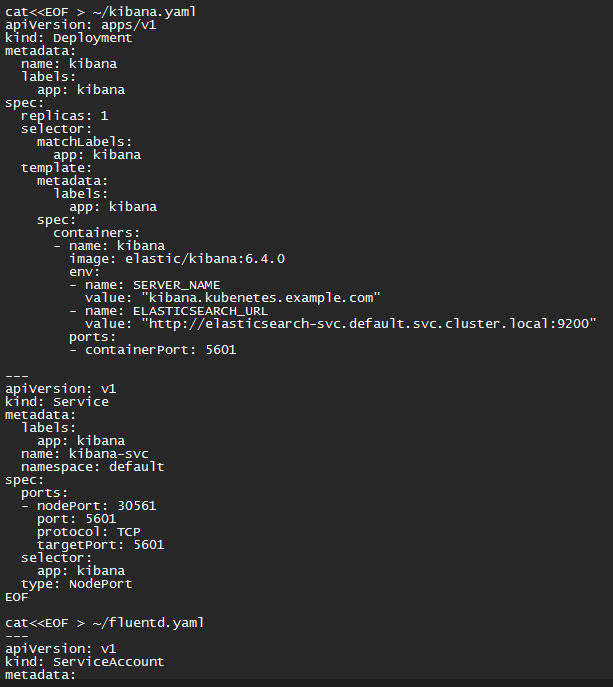 cat<<EOF > ~/kibana.yaml
apiVersion: apps/v1
kind: Deployment
metadata:
  name: kibana
  labels:
    app: kibana
spec:
  replicas: 1
  selector:
    matchLabels:
      app: kibana
  template:
    metadata:
      labels:
        app: kibana
    spec:
      containers:
      - name: kibana
        image: elastic/kibana:6.4.0
        env:
        - name: SERVER_NAME
          value: "kibana.kubenetes.example.com"
        - name: ELASTICSEARCH_URL
          value: "http://elasticsearch-svc.default.svc.cluster.local:9200"
        ports:
        - containerPort: 5601

---
apiVersion: v1
kind: Service
metadata:
  labels:
    app: kibana
  name: kibana-svc
  namespace: default
spec:
  ports:
  - nodePort: 30561
    port: 5601
    protocol: TCP
    targetPort: 5601
  selector:
    app: kibana
  type: NodePort
EOF

cat<<EOF > ~/fluentd.yaml
---
apiVersion: v1
kind: ServiceAccount
metadata: